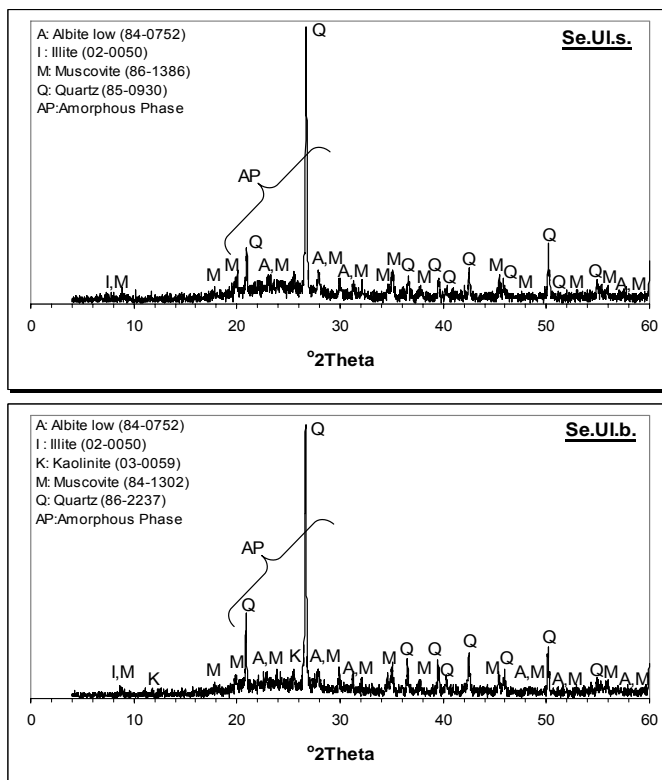 Se.Ul.s.
A: Albite low (84-0752)
I : Illite (02-0050)
M: Muscovite (86-1386)
Q: Quartz (85-0930)
AP:Amorphous Phase
Q
AP
I,M
M
M
Q
A,M
A,M
A,M
M
M
Q
M
Q
Q
Q
M
Q
M
Q
Q
M
Q
M
A,M
0
10
20
30
40
50
60
°2Theta
Se.Ul.b.
A: Albite low (84-0752)
I : Illite (02-0050)
K: Kaolinite (03-0059)
M: Muscovite (84-1302)
Q: Quartz (86-2237)
AP:Amorphous Phase
Q
AP
I,M
K
M
M
Q
A,M
K
A,M
A,M
M
Q
M
Q
Q
Q
M
Q
A,M
Q
A,M
Q
M
A,M
0
10
20
30
40
50
60
°2Theta